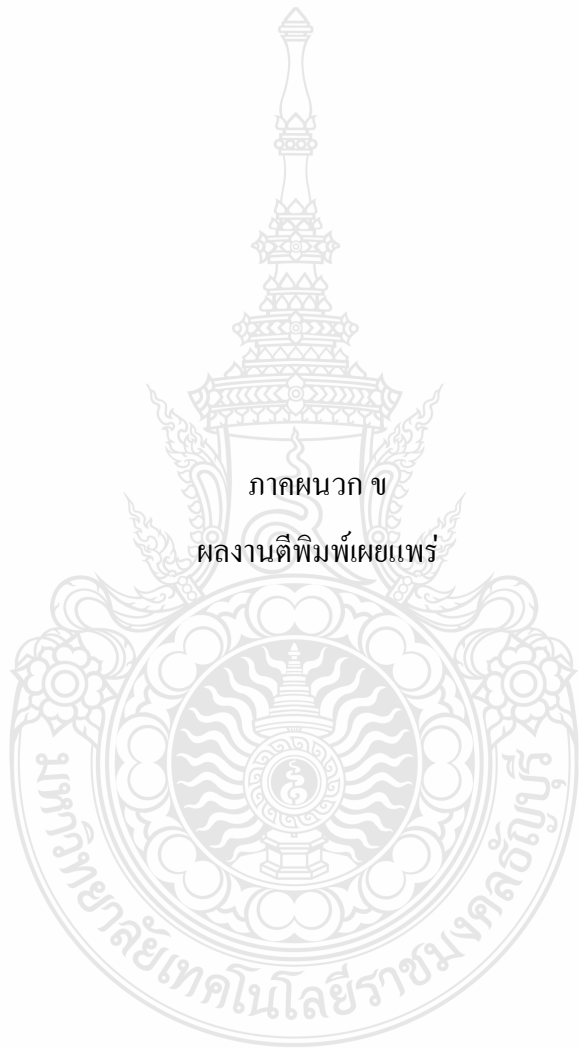 ภาคผนวก ข
ผลงานตีพิมพ์เผยแพร่
มหาวิทยาลัยเทคโนโลยีราชมงคลธัญบุรี